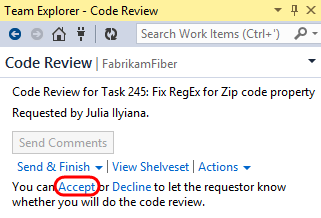 Team Explorer - Code Review
Search Work Items (Ctrl+')
Code Review | FabrikamFiber
Code Review for Task 245: Fix RegEx for Zip code property
Requested by Julia Ilyiana.
Send Comments
Send & Finish | View Shelveset | Actions
You can Accept or Decline to let the requestor know
whether you will do the code review.